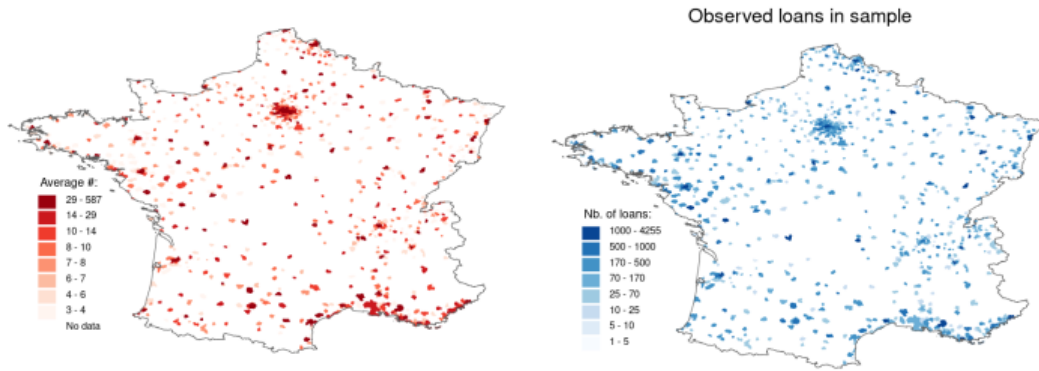 Observed loans in sample
Average #:
29 - 587
14 - 29
10 - 14
8 - 10
7 - 8
6 - 7
4 - 6
3 - 4
No data
Nb. of loans:
1000 - 4255
500 - 1000
170 - 500
70 - 170
25 - 70
10 - 25
5 - 10
1 - 5